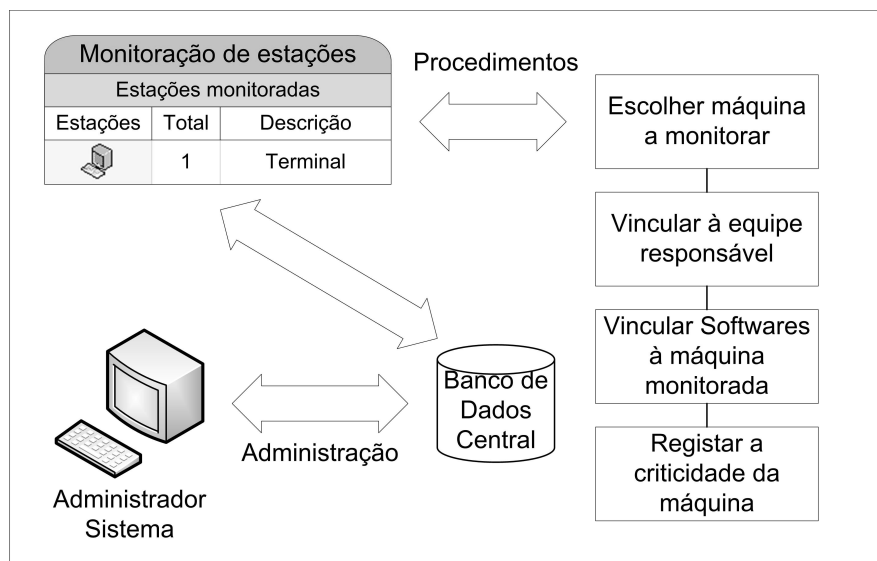 Monitoração de estações
Estações monitoradas
Estações Total Descrição
1 Terminal
Procedimentos
Escolher máquina
a monitorar
Vincular à equipe
responsável
Vincular Softwares
à máquina
monitorada
Registar a
criticidade da
máquina
Banco de
Dados
Central
Administração
Administrador
Sistema